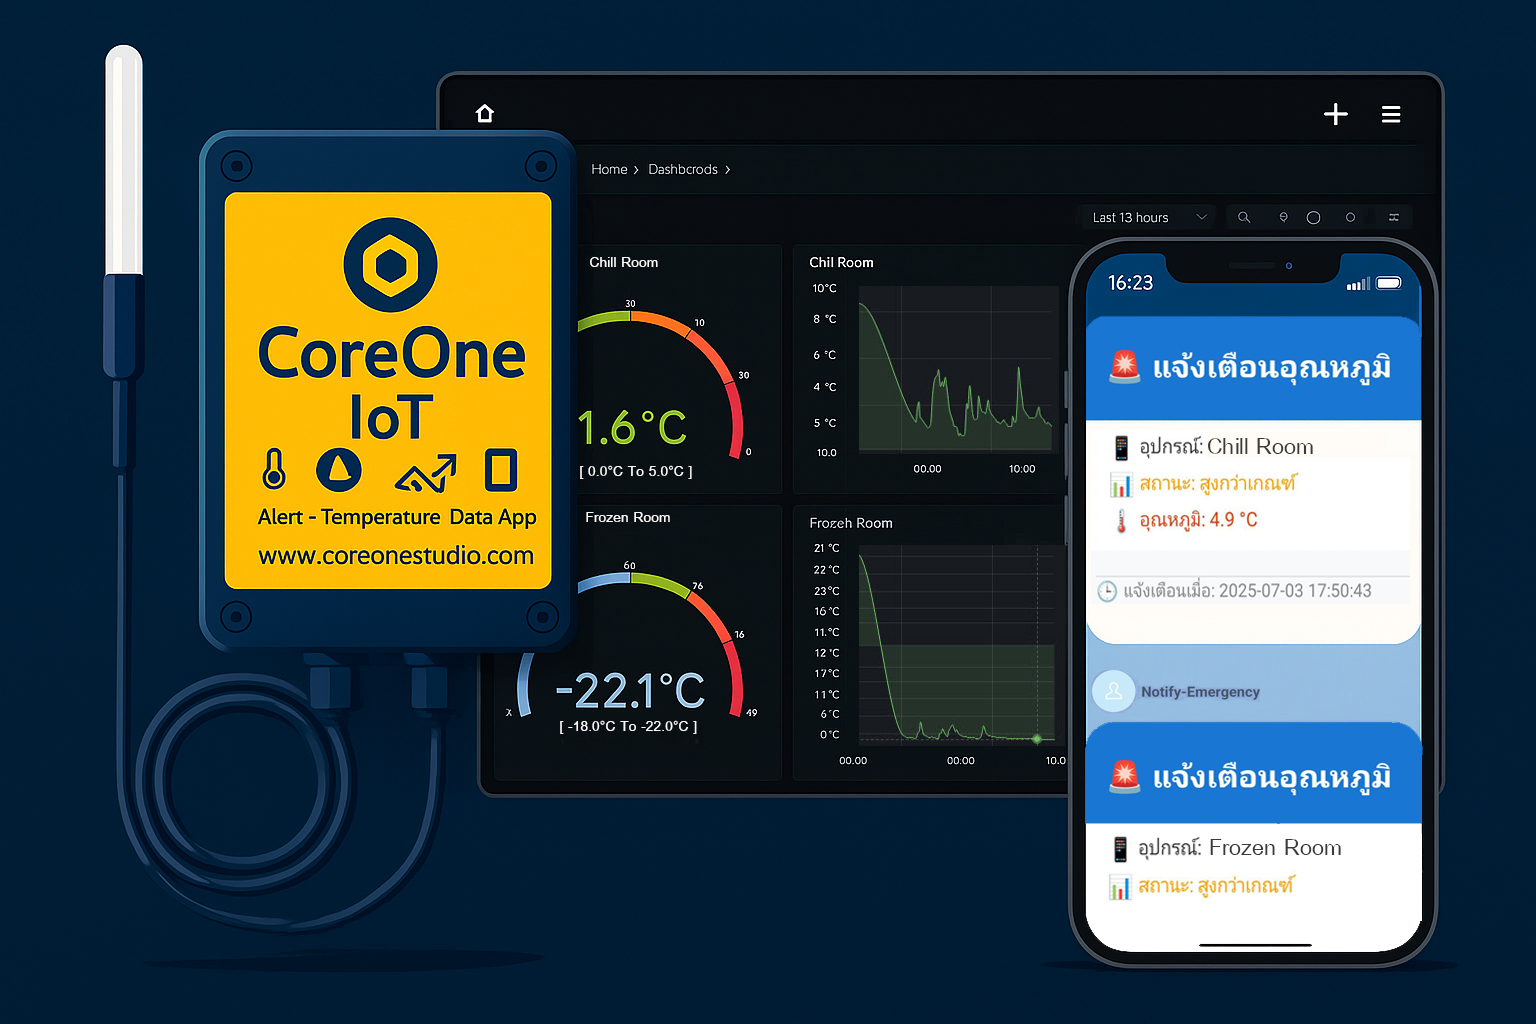 CoreOne
IoT
Alert - Temperature Data App
www.coreonestudio.com
Home › Dashbcrods ›
Last 13 hours
Chill Room
30
10
30
0
1.6°C
[ 0.0°C To 5.0°C ]
Chil Room
10°C
8 °C
6 °C
4 °C
5 °C
10.0
00.00
10:00
Frozen Room
60
76
16
49
-22.1°C
[ -18.0°C To -22.0°C ]
Frozeh Room
21 °C
22 °C
23°C
16 °C
11.°C
12 °C
17 °C
11 °C
6 °C
0 °C
00.00
00:00
10.0
16:23
แจ้งเตือนอุณหภูมิ
อุปกรณ์: Chill Room
สถานะ: สูงกว่าเกณฑ์
อุณหภูมิ: 4.9 °C
แจ้งเตือนเมื่อ: 2025-07-03 17:50:43
Notify-Emergency
แจ้งเตือนอุณหภูมิ
อุปกรณ์: Frozen Room
สถานะ: สูงกว่าเกณฑ์